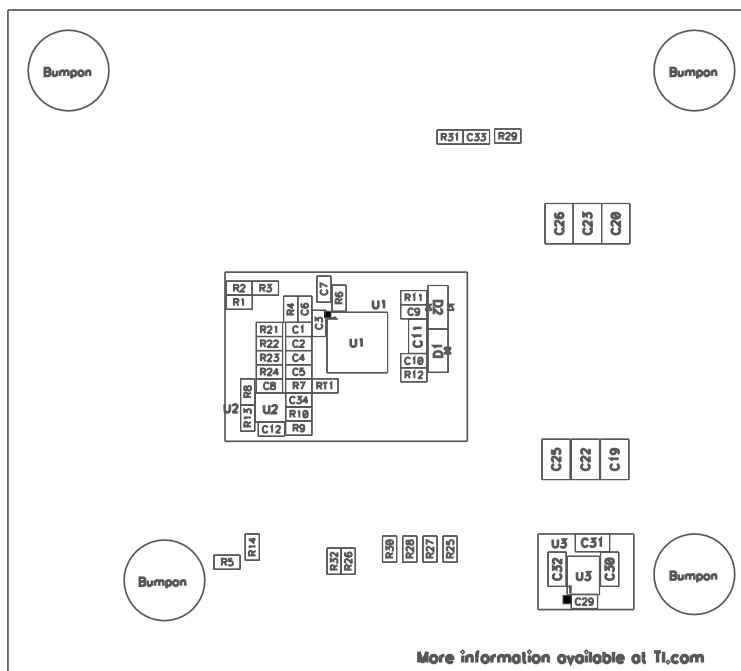 Bumpon
Bumpon
R31 C33 R29
C26 C23 C20
C7
R2 R3 R6
R1 R4 C6 U1 R11 D2
C9
C3
R21 C1 C11
R22 C2 U1 D1
R23 C4 C10
R24 C5 R12
C8 R7 RT1
R8 C34
U2 U2 R10
R13 C12 R9
C25 C22 C19
R14 R30 R28 R27 R25
R5 R32 R26
U3 C31
C32 U3 C30
1
C29
Bumpon
Bumpon
More information available at TI.com